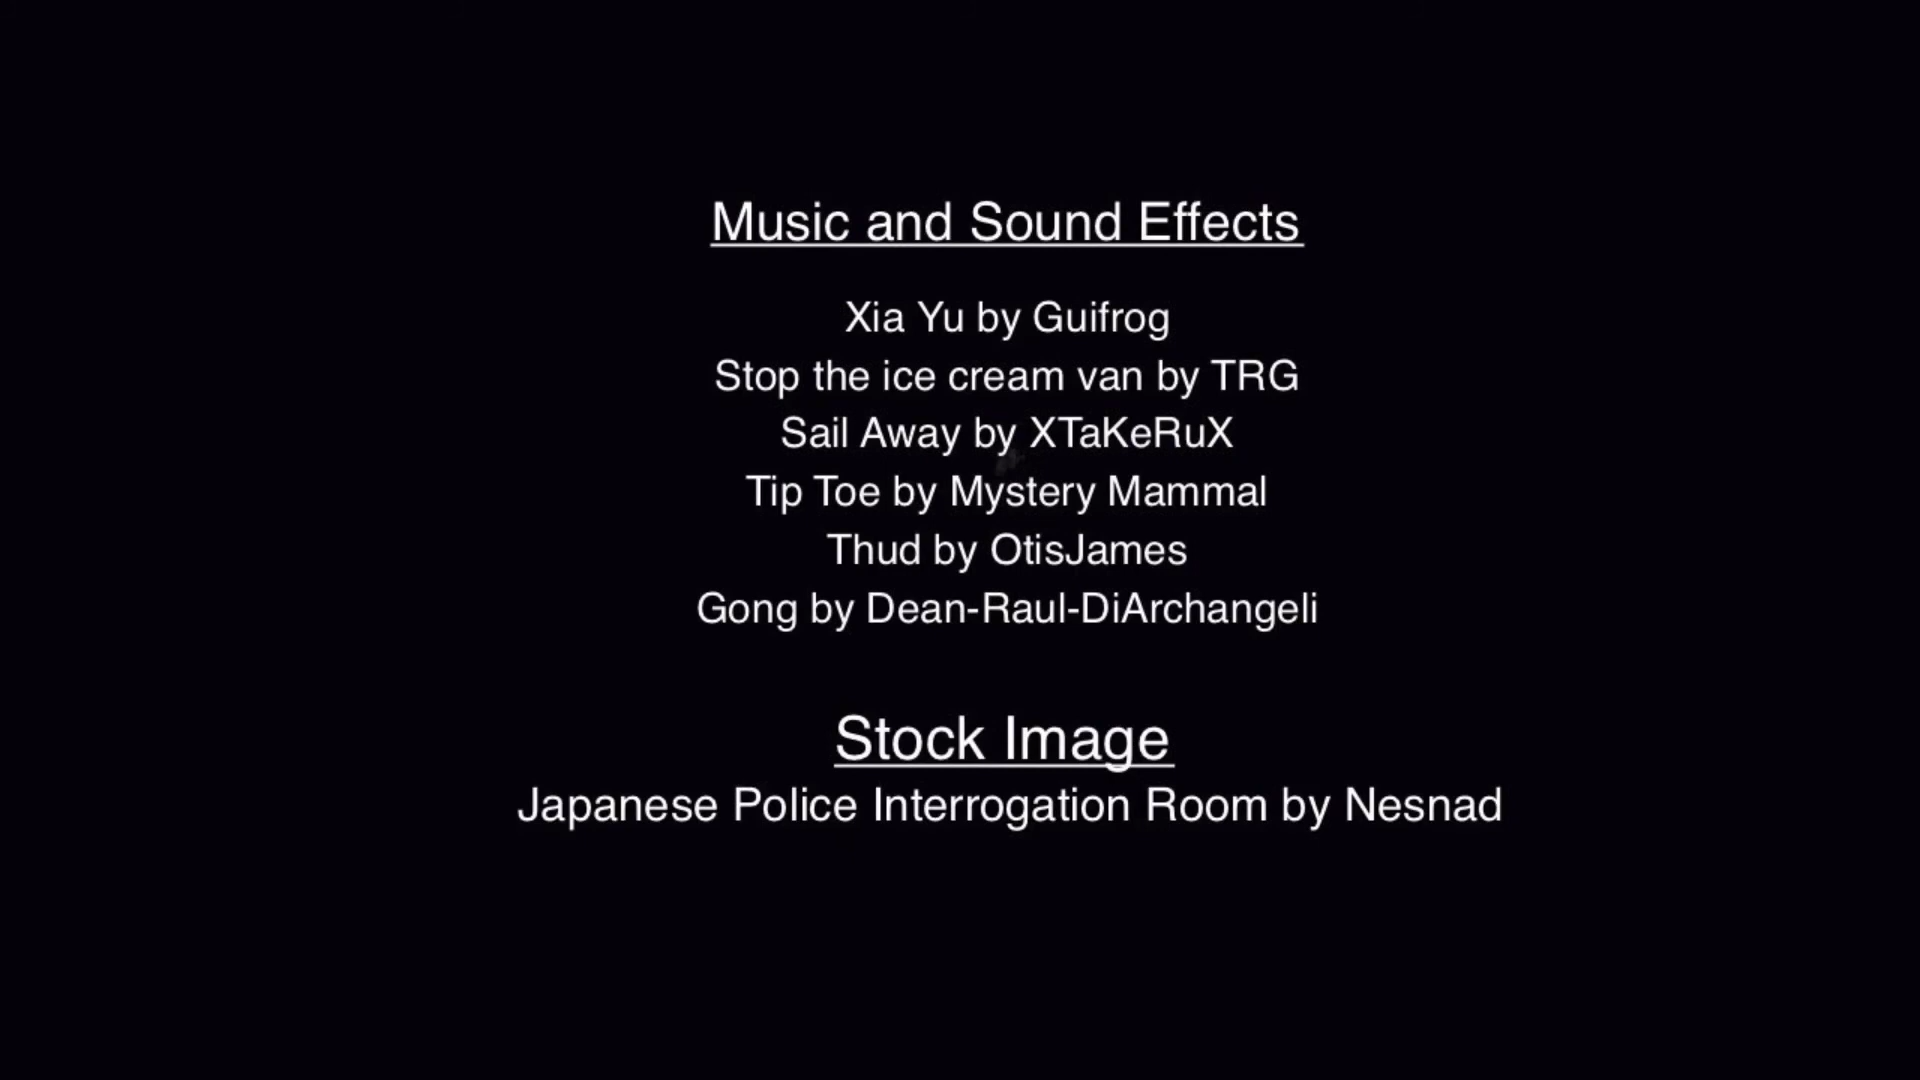 Music and Sound Effects
Xia Yu by Guifrog
Stop the ice cream van by TRG
Sail Away by XTaKeRuX
Tip Toe by Mystery Mammal
Thud by OtisJames
Gong by Dean-Raul-DiArchangeli
Stock Image
Japanese Police Interrogation Room by Nesnad